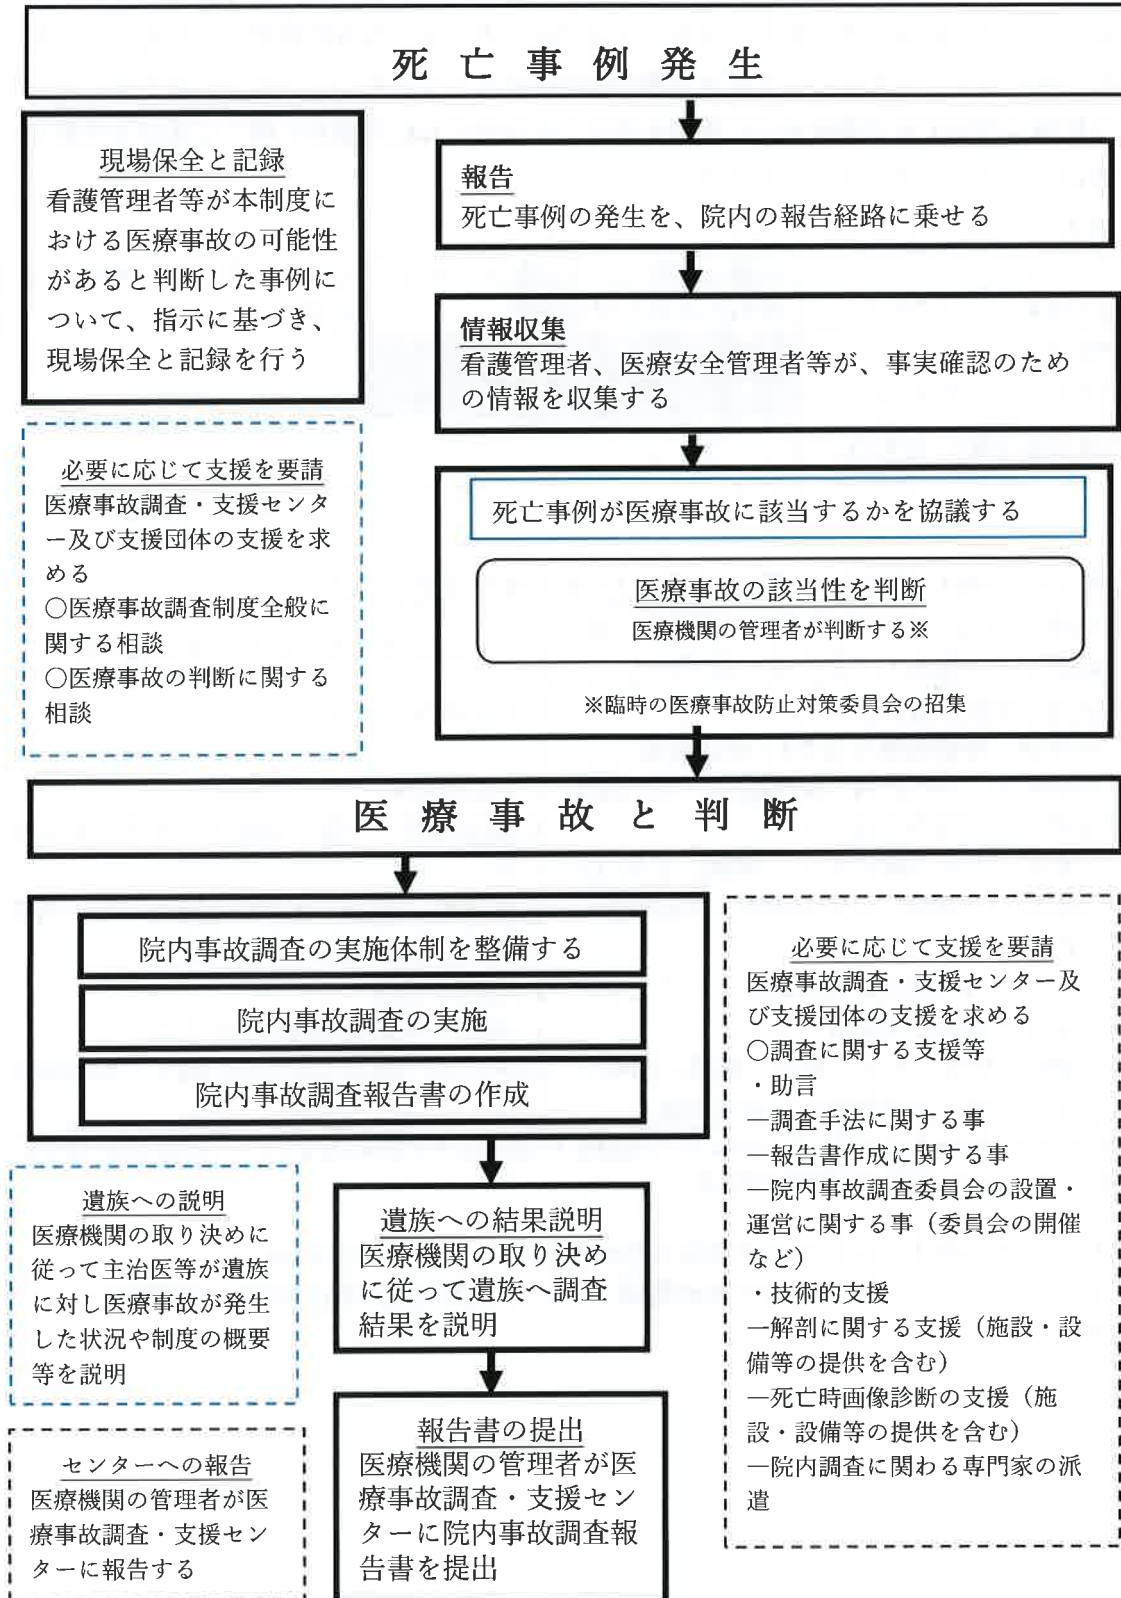 死亡事例発生
現場保全と記録
看護管理者等が本制度に
おける医療事故の可能性
があると判断した事例に
ついて、指示に基づき、
現場保全と記録を行う
報告
死亡事例の発生を、院内の報告経路に乗せる
情報収集
看護管理者、医療安全管理者等が、事実確認のため
の情報を収集する
必要に応じて支援を要請
医療事故調査・支援センタ
ー及び支援団体の支援を求
める
〇医療事故調査制度全般に
関する相談
〇医療事故の判断に関する
相談
死亡事例が医療事故に該当するかを協議する
医療事故の該当性を判断
医療機関の管理者が判断する※
※臨時の医療事故防止対策委員会の招集
医療事故と判断
院内事故調査の実施体制を整備する
院内事故調査の実施
院内事故調査報告書の作成
必要に応じて支援を要請
医療事故調査・支援センター及
び支援団体の支援を求める
〇調査に関する支援等
・助言
―調査手法に関する事
―報告書作成に関する事
―院内事故調査委員会の設置・
運営に関する事（委員会の開催
など）
・技術的支援
―解剖に関する支援（施設・設
備等の提供を含む）
―死亡時画像診断の支援（施
設・設備等の提供を含む）
―院内調査に関わる専門家の派
遣
遺族への説明
医療機関の取り決めに
従って主治医等が遺族
に対し医療事故が発生
した状況や制度の概要
等を説明
遺族への結果説明
医療機関の取り決め
に従って遺族へ調査
結果を説明
センターへの報告
医療機関の管理者が医
療事故調査・支援セン
ターに報告する
報告書の提出
医療機関の管理者が医
療事故調査・支援セン
ターに院内事故調査報
告書を提出